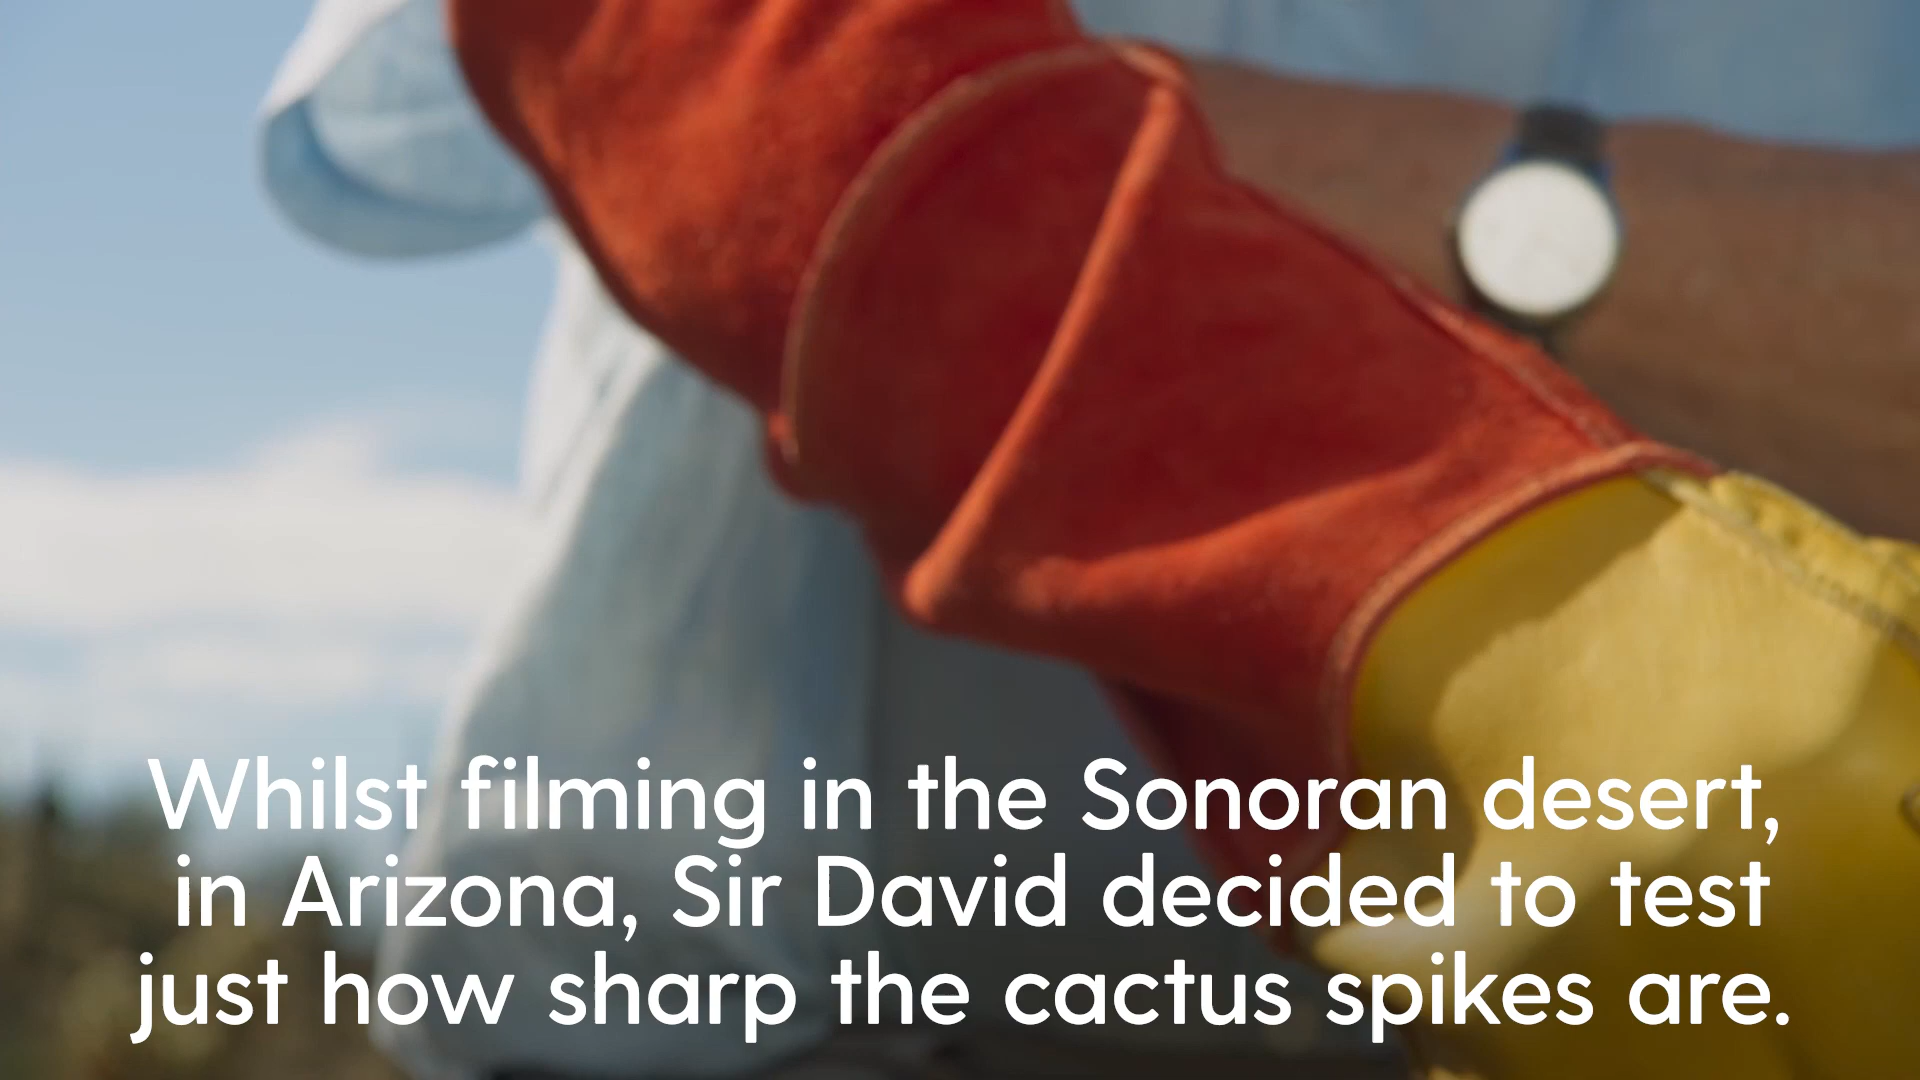 Whilst filming in the Sonoran desert,
in Arizona, Sir David decided to test
just how sharp the cactus spikes are.